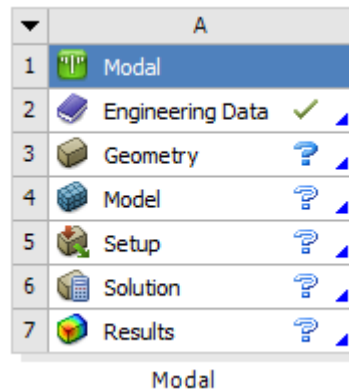 A
1 Modal
2 Engineering Data
3 Geometry ?
4 Model ?
5 Setup ?
6 Solution ?
7 Results ?
Modal